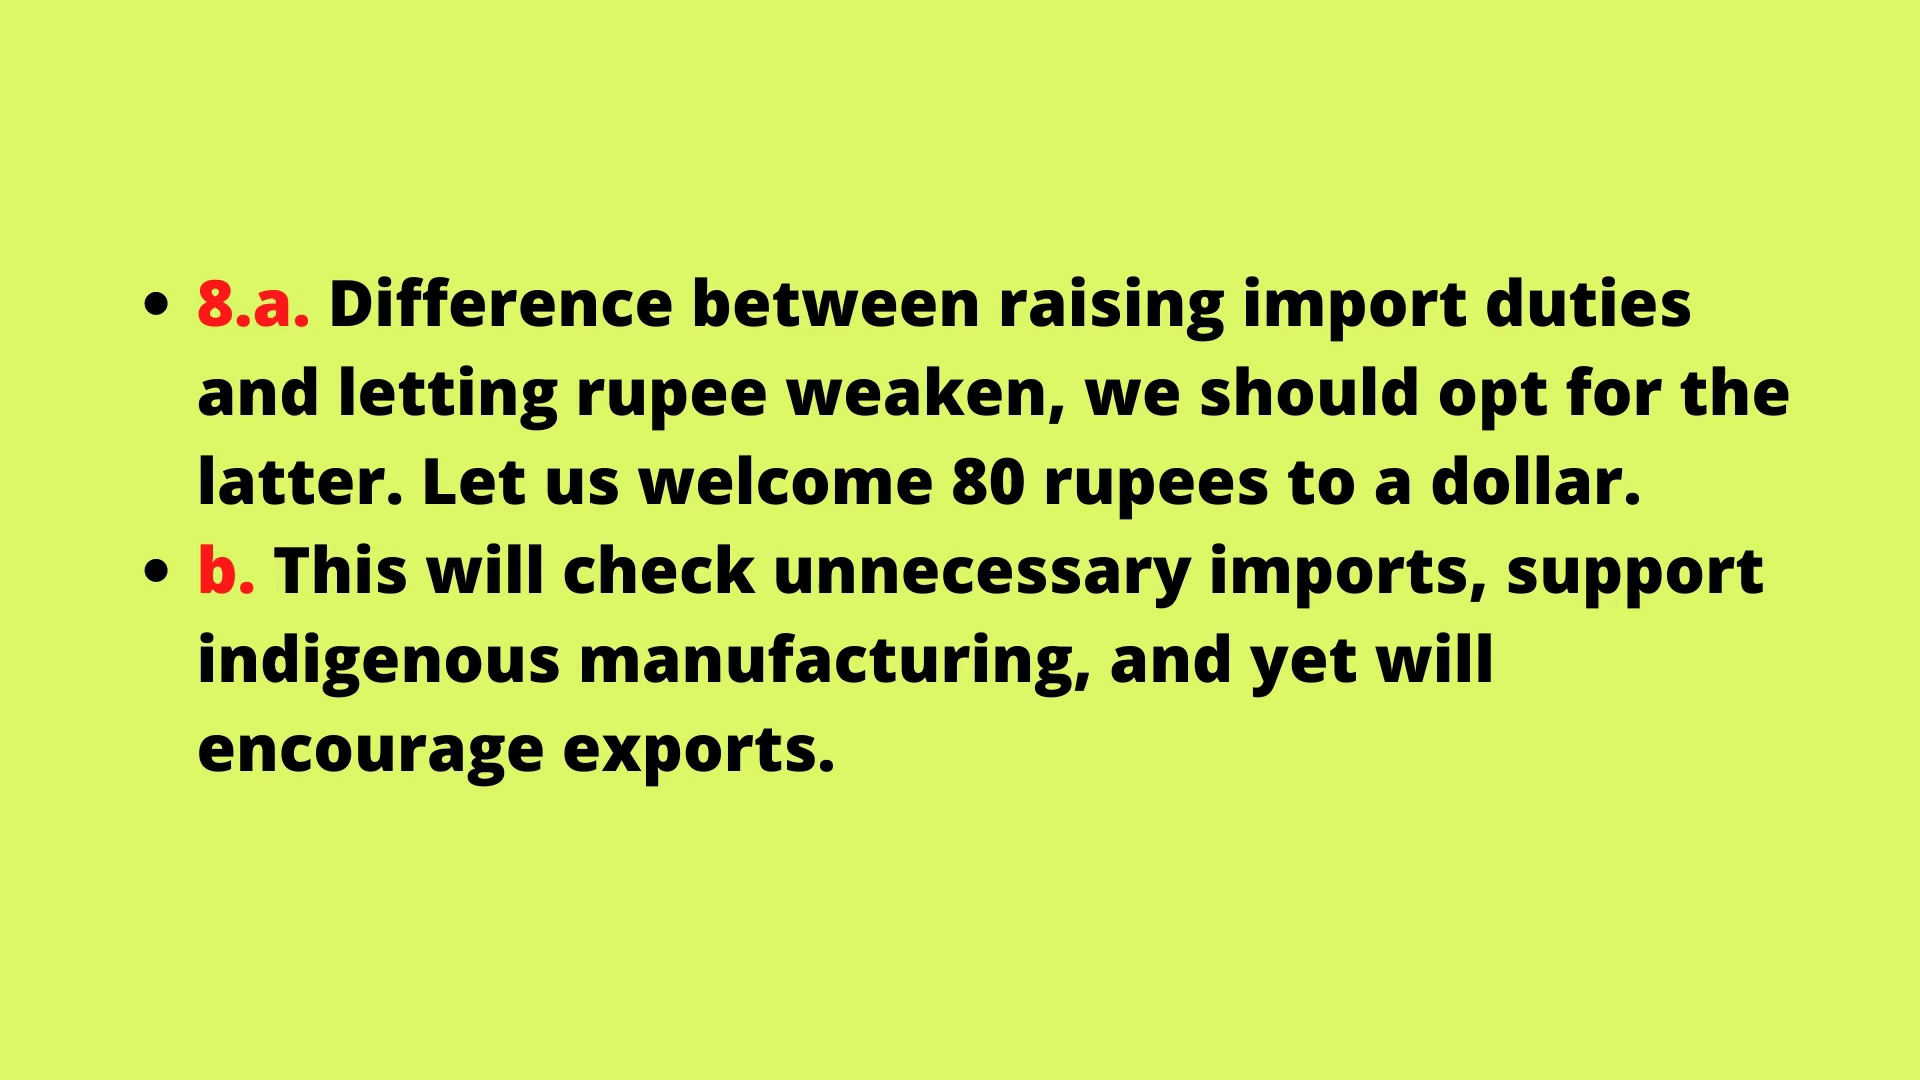 • 8.a. Difference between raising import duties
and letting rupee weaken, we should opt for the
latter. Let us welcome 80 rupees to a dollar.
• b. This will check unnecessary imports, support
indigenous manufacturing, and yet will
encourage exports.